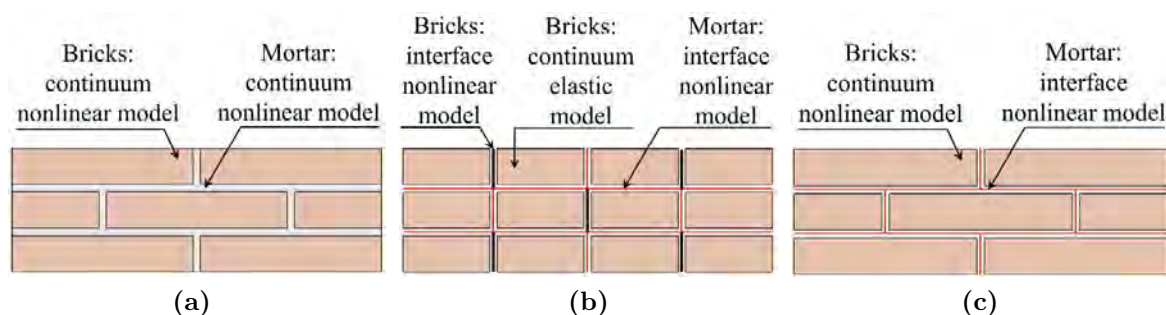 Bricks:
continuum
nonlinear model
Mortar:
continuum
nonlinear model
Bricks:
interface
nonlinear
model
Bricks:
continuum
elastic
model
Mortar:
interface
nonlinear
model
Bricks:
continuum
nonlinear model
Mortar:
interface
nonlinear model
(a)
(b)
(c)